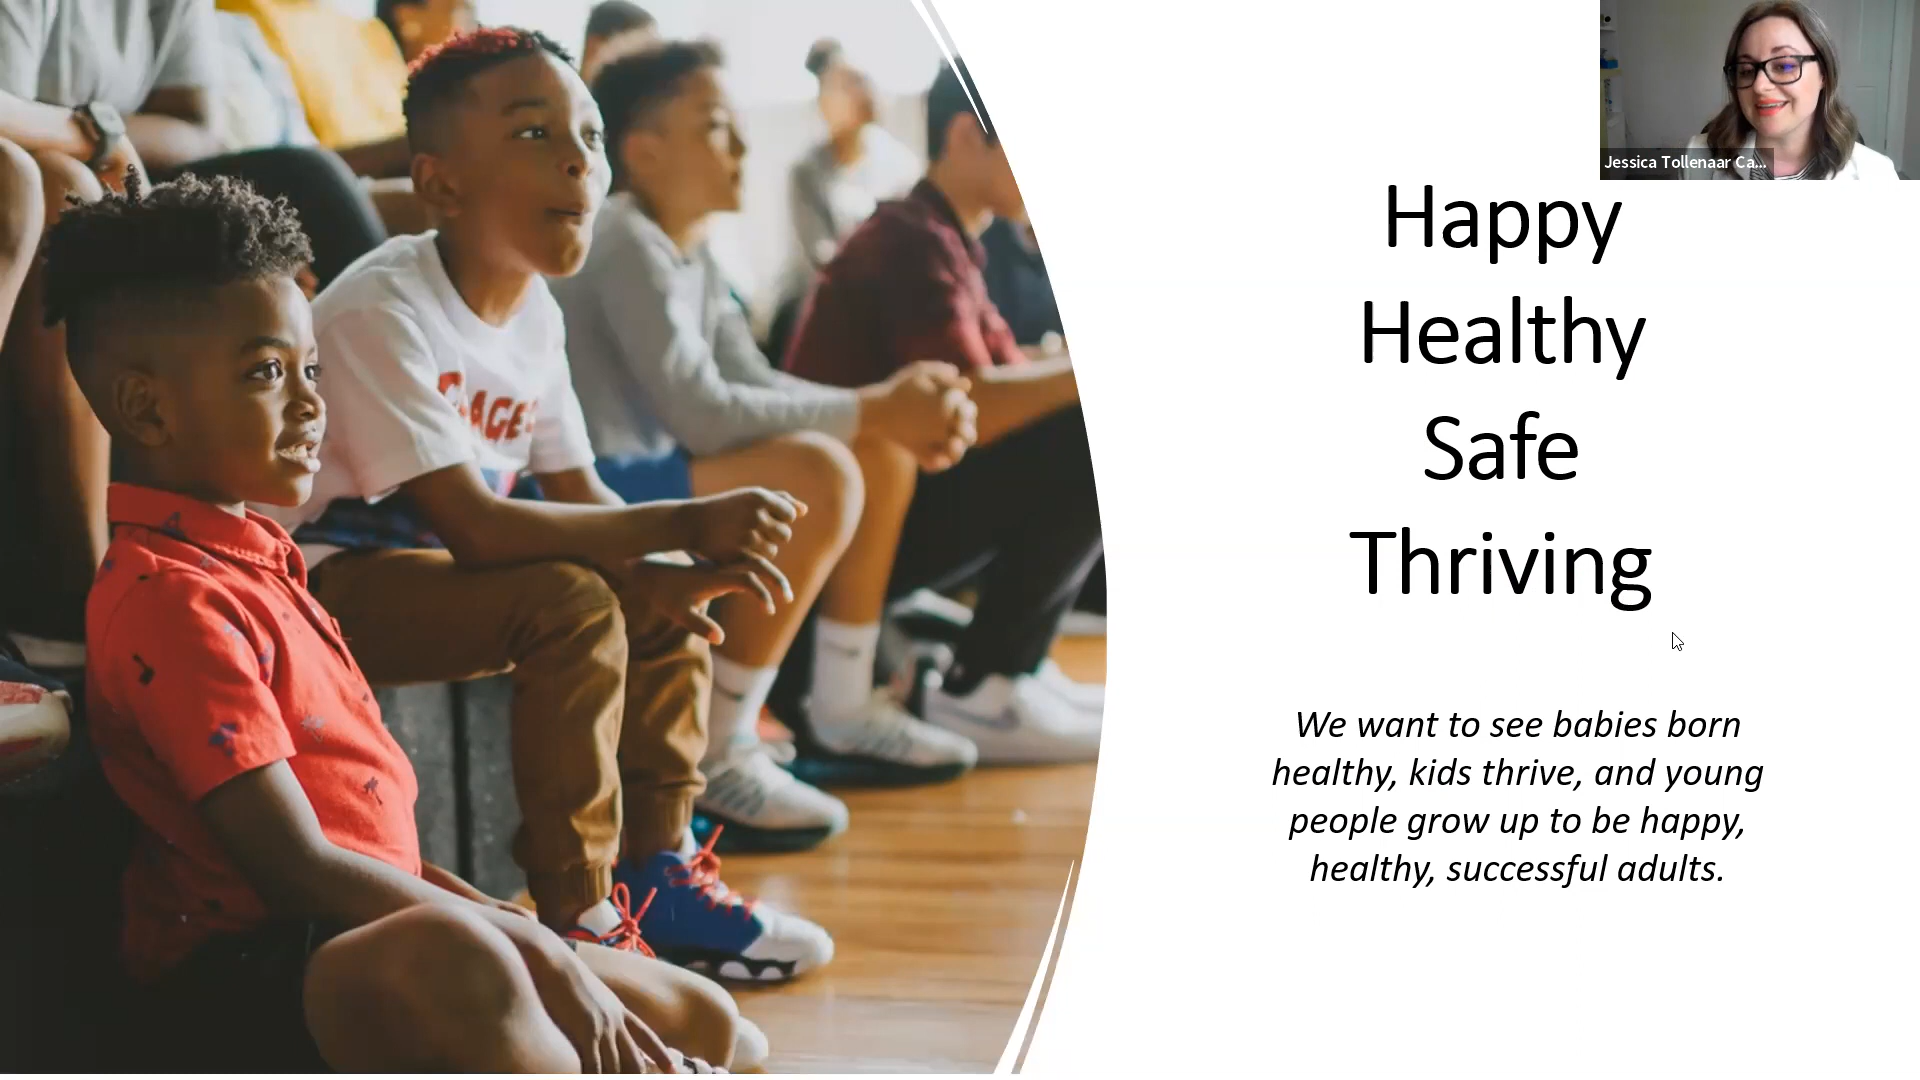 Jessica Tollenaar Ca...
Happy
Healthy
Safe
Thriving
We want to see babies born
healthy, kids thrive, and young
people grow up to be happy,
healthy, successful adults.